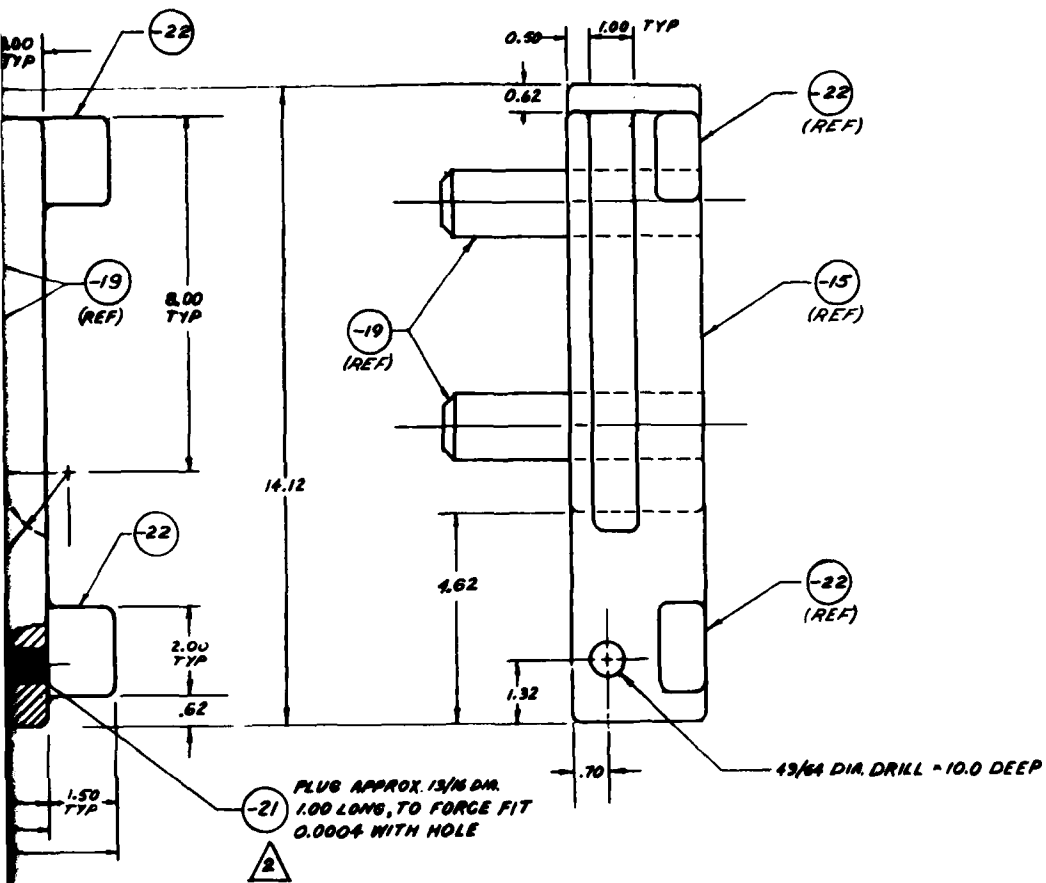 -22
TYP
-19
(REF)
8.00
TYP
14.12
-22
2.00
TYP
.62
1.50
TYP
-21
PLUG APPROX. 13/16 DIA.
1.00 LONG, TO FORCE FIT
0.0004 WITH HOLE
2
0.50
1.00 TYP
0.62
-22
(REF)
-19
(REF)
-15
(REF)
4.62
-22
(REF)
1.32
.70
49/64 DIA. DRILL - 10.0 DEEP